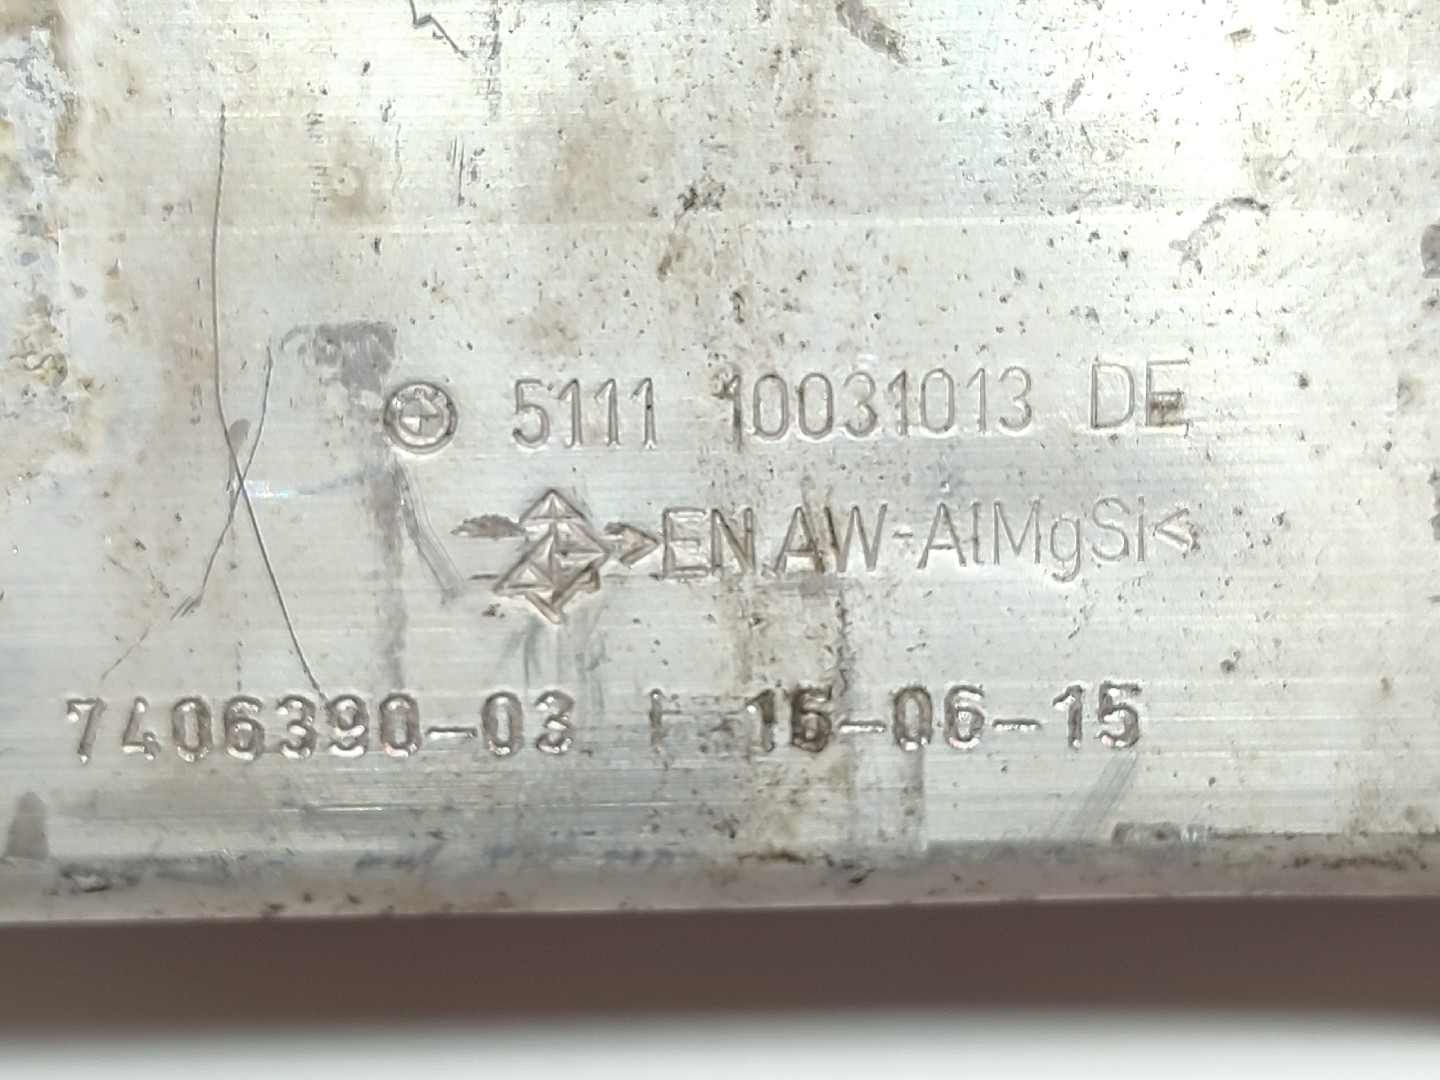 5111 10031013 DE
>EN AW-AlMgSi<
7406390-03 I 15-06-15